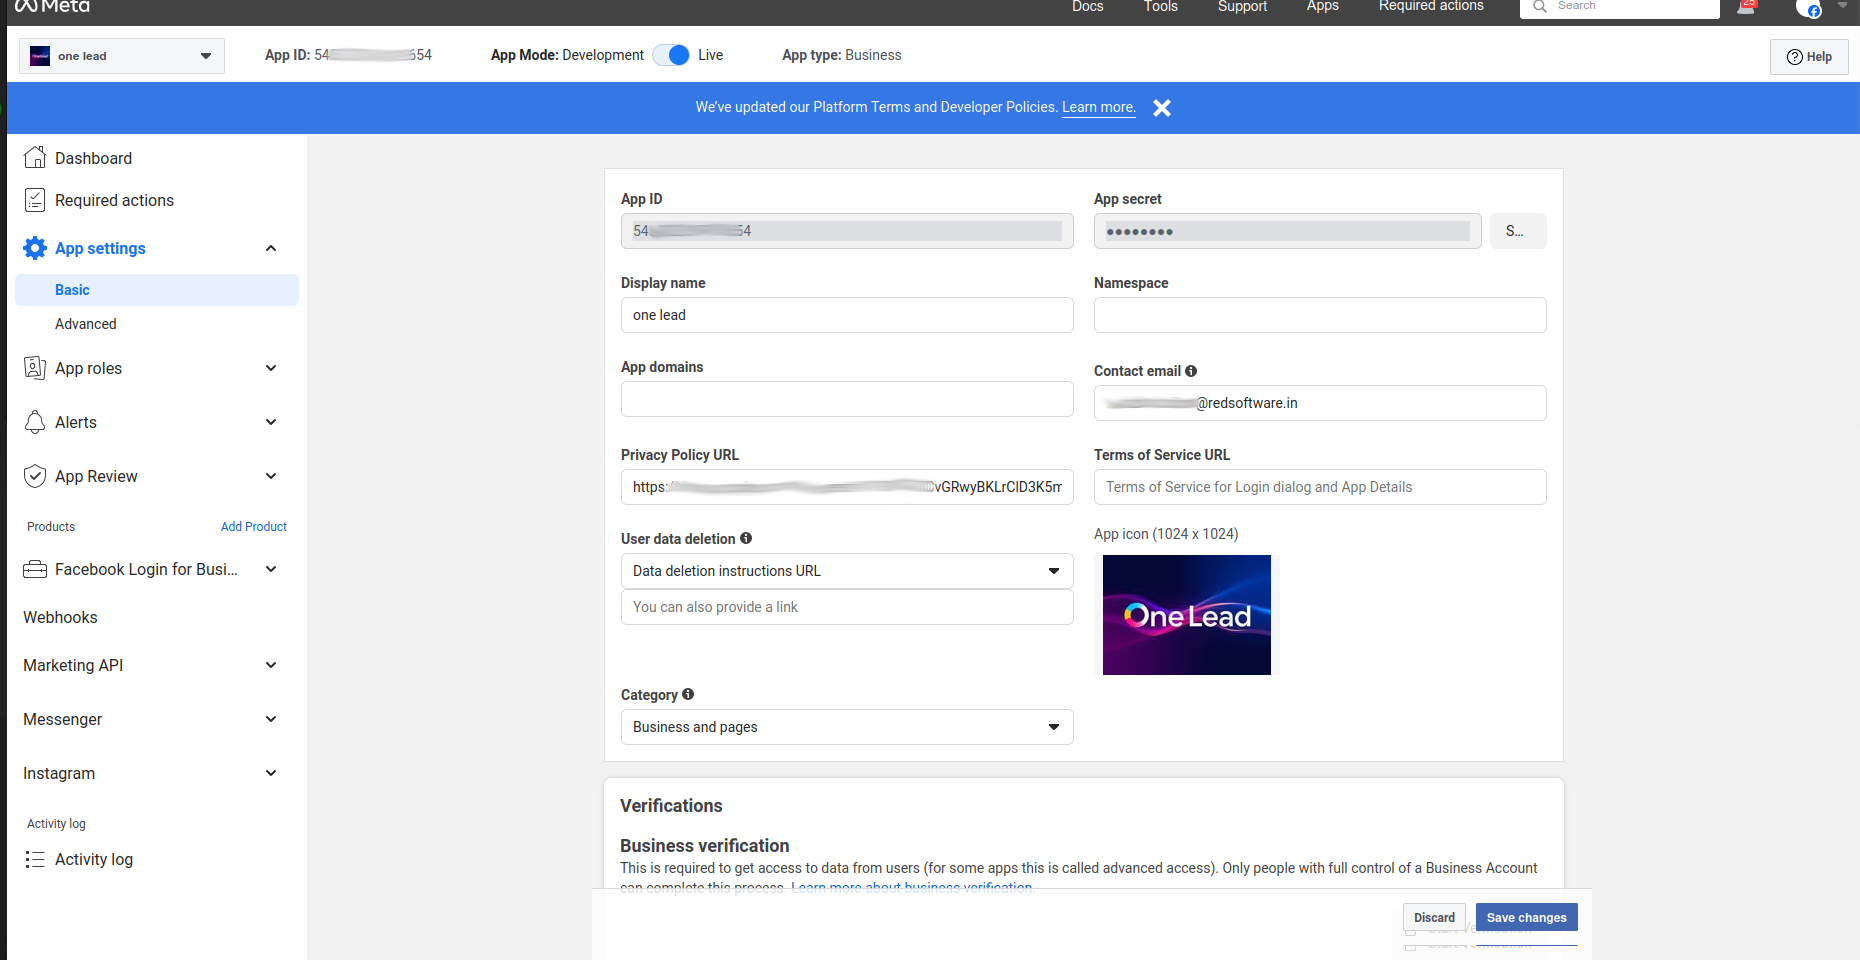 Meta
Docs Tools Support Apps Required actions Search 25
one lead
App ID: 54 654
App Mode: Development Live
App type: Business
Help
We've updated our Platform Terms and Developer Policies. Learn more.
Dashboard
Required actions
App settings
Basic
Advanced
App roles
Alerts
App Review
Products Add Product
Facebook Login for Busi...
Webhooks
Marketing API
Messenger
Instagram
Activity log
Activity log
App ID
54 54
App secret
●●●●●●●●
S...
Display name
one lead
Namespace
App domains
Contact email
@redsoftware.in
Privacy Policy URL
https: vGRwyBKLrClD3K5m
Terms of Service URL
Terms of Service for Login dialog and App Details
User data deletion
Data deletion instructions URL
You can also provide a link
App icon (1024 x 1024)
One Lead
Category
Business and pages
Verifications
Business verification
This is required to get access to data from users (for some apps this is called advanced access). Only people with full control of a Business Account
can complete this process. Learn more about business verification.
Discard Save changes